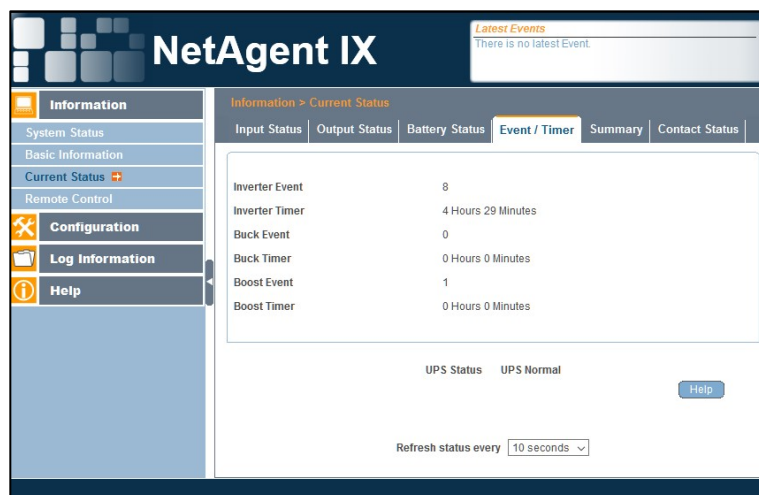 NetAgent IX
Latest Events
There is no latest Event.
Information
System Status
Basic Information
Current Status
Remote Control
Configuration
Log Information
Help
Information > Current Status
Input Status
Output Status
Battery Status
Event / Timer
Summary
Contact Status
Inverter Event 8
Inverter Timer 4 Hours 29 Minutes
Buck Event 0
Buck Timer 0 Hours 0 Minutes
Boost Event 1
Boost Timer 0 Hours 0 Minutes
UPS Status UPS Normal
Help
Refresh status every 10 seconds